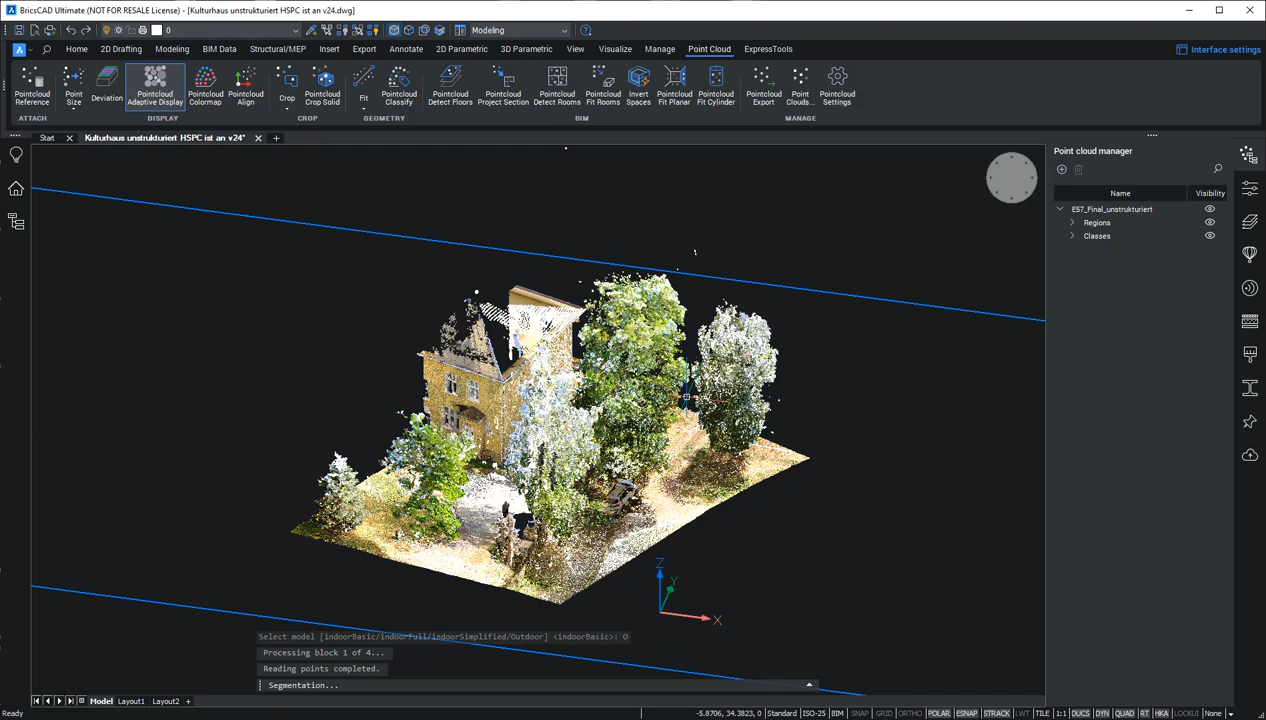 BricsCAD Ultimate (NOT FOR RESALE License) - [Kulturhaus unstrukturiert HSPC ist an v24.dwg]
0
Modeling
Home 2D Drafting Modeling BIM Data Structural/MEP Insert Export Annotate 2D Parametric 3D Parametric View Visualize Manage Point Cloud ExpressTools
Interface settings
Pointcloud Reference
Point Size
Deviation
Pointcloud Adaptive Display
Pointcloud Colormap
Pointcloud Align
Crop
Pointcloud Crop Solid
Fit
Pointcloud Classify
Pointcloud Detect Floors
Pointcloud Project Section
Pointcloud Detect Rooms
Pointcloud Fit Rooms
Invert Spaces
Pointcloud Fit Planar
Pointcloud Fit Cylinder
Pointcloud Export
Point Clouds...
Pointcloud Settings
ATTACH DISPLAY CROP GEOMETRY BIM MANAGE
Start
Kulturhaus unstrukturiert HSPC ist an v24*
Point cloud manager
Name Visibility
E57_Final_unstrukturiert
Regions
Classes
Z
Y
X
Select model [indoorBasic/indoorFull/indoorSimplified/Outdoor] <indoorBasic>: O
Processing block 1 of 4...
Reading points completed.
Segmentation...
Model Layout1 Layout2
Ready
-5.8706, 34.3823, 0 Standard ISO-25 BIM SNAP GRID ORTHO POLAR ESNAP STRACK LWT TILE 1:1 DUCS DYN QUAD RT HKA LOCKUI None